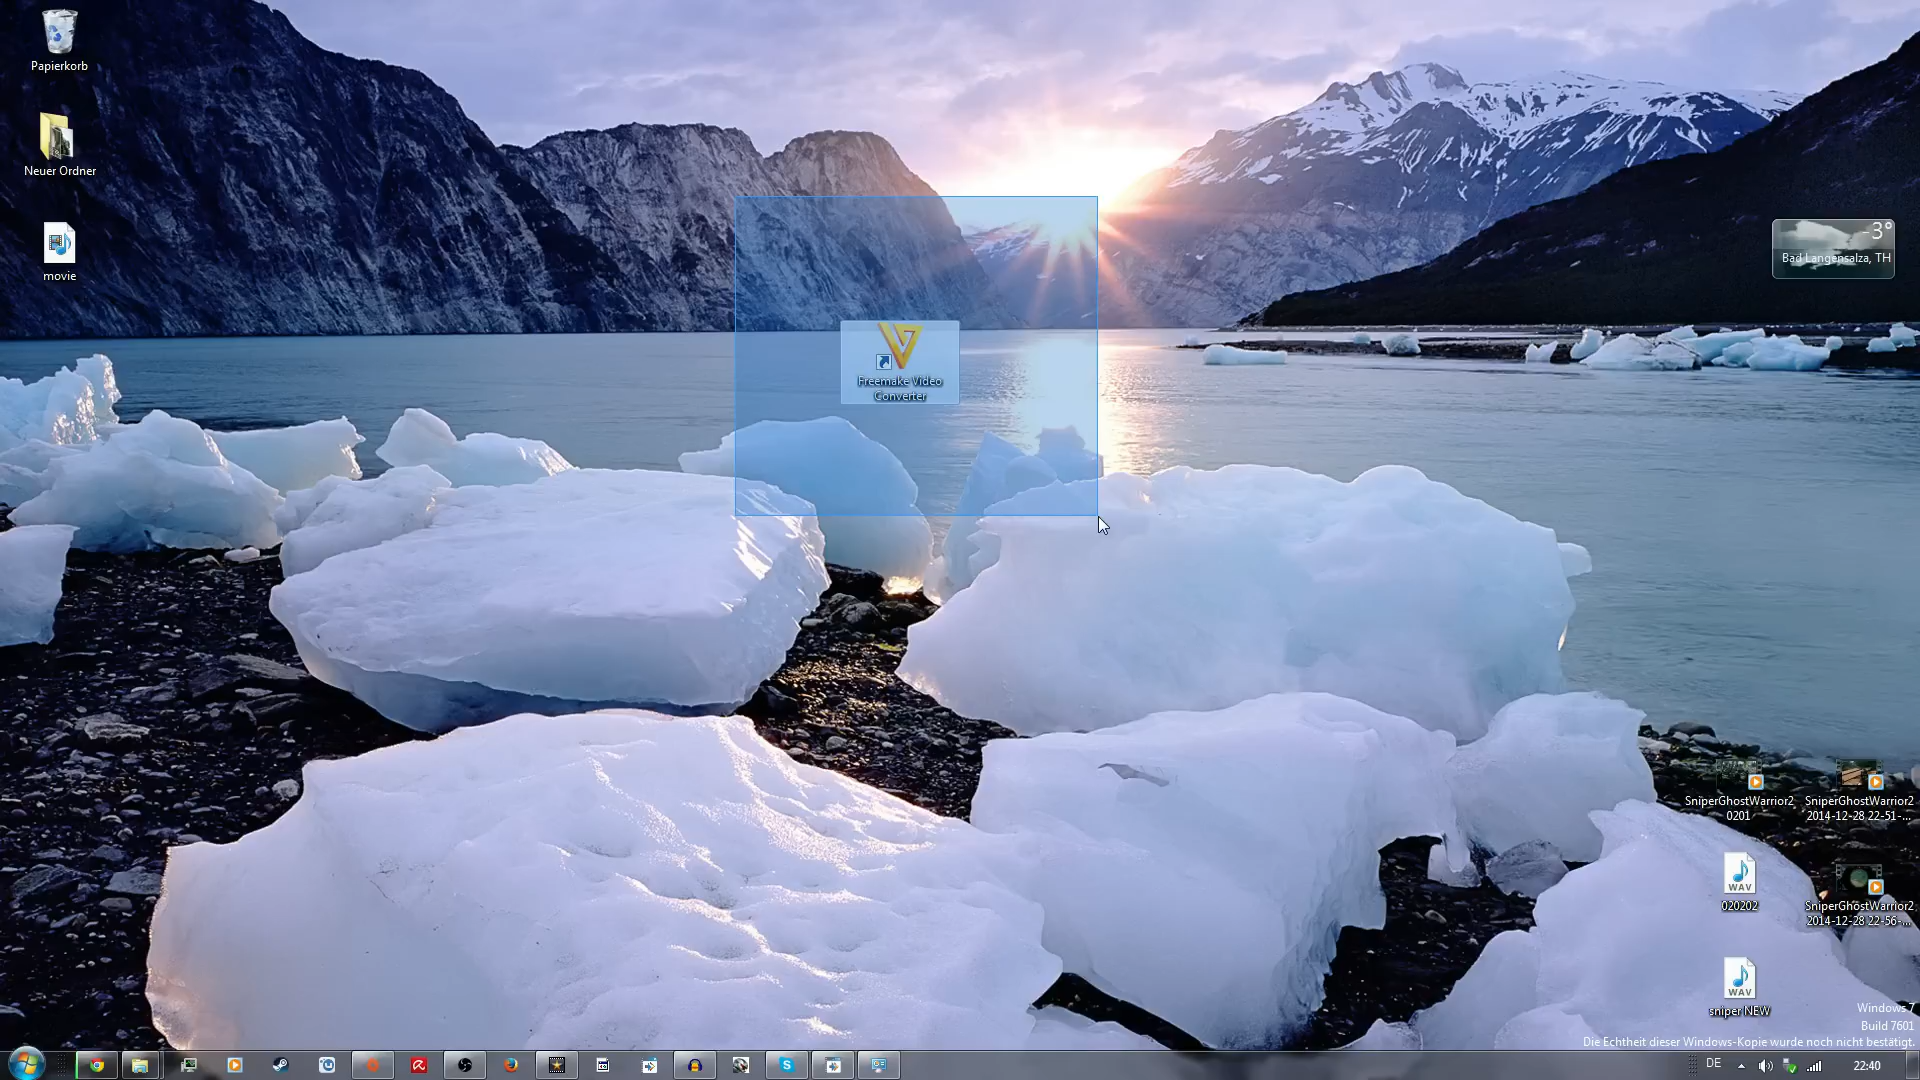 Papierkorb
Neuer Ordner
movie
-3°
Bad Langensalza, TH
Freemake Video
Converter
SniperGhostWarrior2
0201
SniperGhostWarrior2
2014-12-28 22-51-...
WAV
020202
SniperGhostWarrior2
2014-12-28 22-56-...
WAV
sniper NEW
Windows 7
Build 7601
Die Echtheit dieser Windows-Kopie wurde noch nicht bestätigt.
DE
22:40